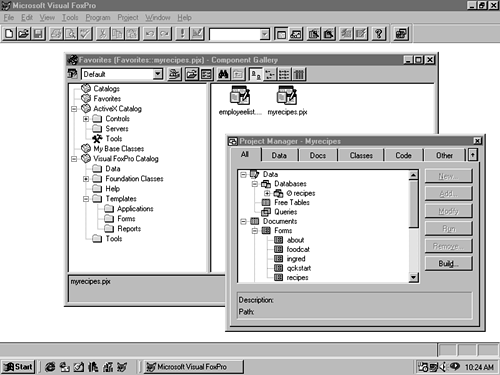 Microsoft Visual FoxPro
File Edit View Tools Program Project Window Help
Favorites (Favorites::myrecipes.pjx) - Component Gallery
Default
Catalogs
Favorites
ActiveX Catalog
Controls
Servers
Tools
My Base Classes
Visual FoxPro Catalog
Data
Foundation Classes
Help
Templates
Applications
Forms
Reports
Tools
employeelist....
myrecipes.pjx
myrecipes.pjx
Project Manager - Myrecipes
All Data Docs Classes Code Other
Data
Databases
recipes
Free Tables
Queries
Documents
Forms
about
foodcat
ingred
qckstart
recipes
New...
Add...
Modify
Run
Remove...
Build...
Description:
Path:
Start Microsoft Visual FoxPro 10:24 AM